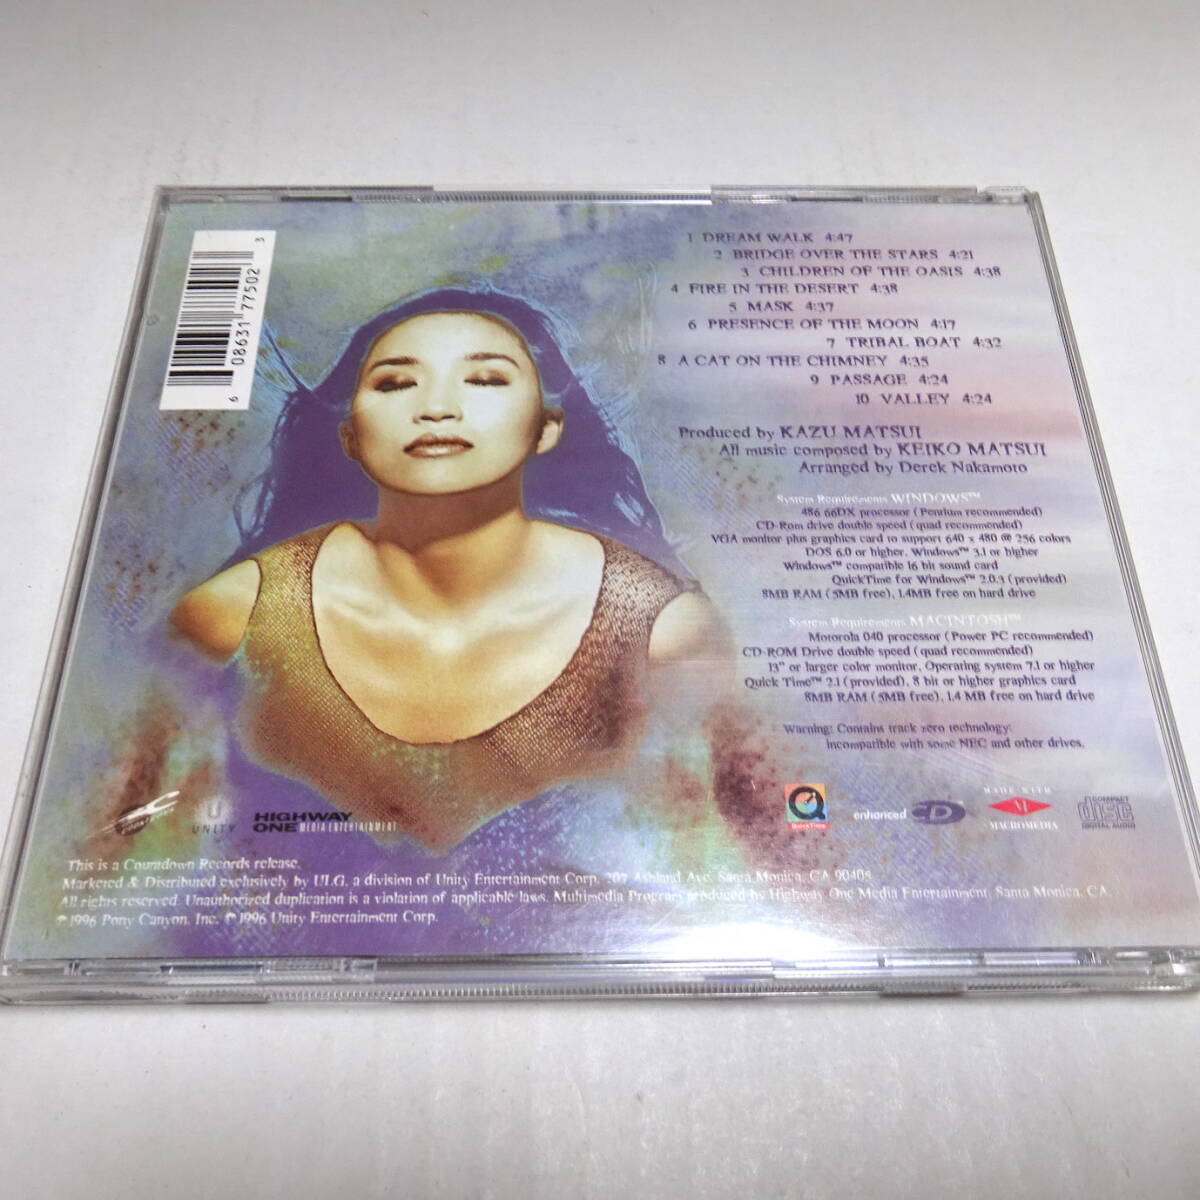 6 08631 77502 3
1 DREAM WALK 4:47
2 BRIDGE OVER THE STARS 4:21
3 CHILDREN OF THE OASIS 4:38
4 FIRE IN THE DESERT 4:38
5 MASK 4:37
6 PRESENCE OF THE MOON 4:17
7 TRIBAL BOAT 4:32
8 A CAT ON THE CHIMNEY 4:35
9 PASSAGE 4:24
10 VALLEY 4:24
Produced by KAZU MATSUI
All music composed by KEIKO MATSUI
Arranged by Derek Nakamoto
System Requirements WINDOWS™
486 66DX processor (Pentium recommended)
CD-Rom drive double speed (quad recommended)
VGA monitor plus graphics card to support 640 x 480 @ 256 colors
DOS 6.0 or higher, Windows™ 3.1 or higher
Windows™ compatible 16 bit sound card
QuickTime for Windows™ 2.0.3 (provided)
8MB RAM (5MB free), 1.4MB free on hard drive
System Requirements MACINTOSH™
Motorola 040 processor (Power PC recommended)
CD-ROM Drive double speed (quad recommended)
13" or larger color monitor, Operating system 7.1 or higher
Quick Time™ 2.1 (provided), 8 bit or higher graphics card
8MB RAM (5MB free), 1.4 MB free on hard drive
Warning: Contains track zero technology:
incompatible with some NEC and other drives.
U
UNITY
HIGHWAY
ONE MEDIA ENTERTAINMENT
QuickTime
enhanced CD
MADE WITH
M
MACROMEDIA
COMPACT
disc
DIGITAL AUDIO
This is a Countdown Records release.
Marketed & Distributed exclusively by ULG, a division of Unity Entertainment Corp. 207 Ashland Ave. Santa Monica, CA 90405
All rights reserved. Unauthorized duplication is a violation of applicable laws. Multimedia Program produced by Highway One Media Entertainment, Santa Monica, CA.
℗1996 Pony Canyon, Inc. ℗1996 Unity Entertainment Corp.